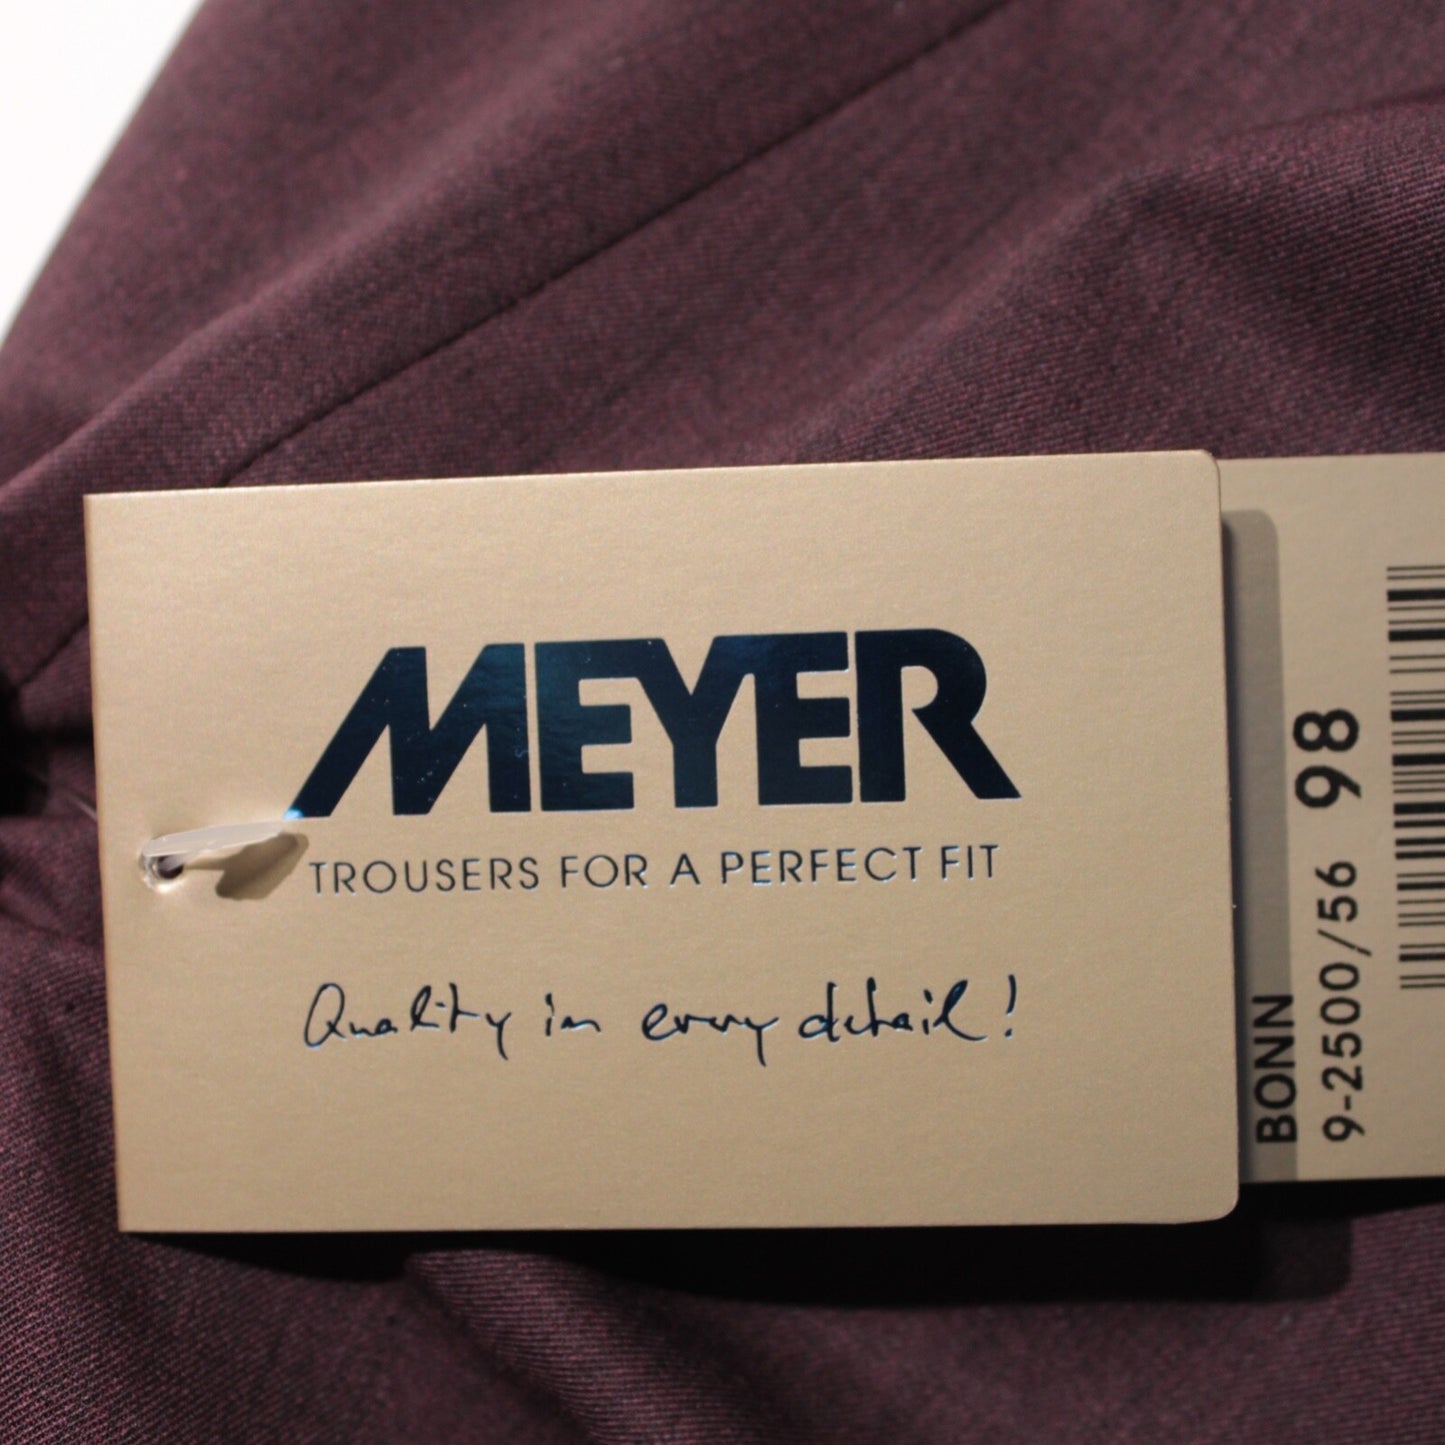 MEYER
TROUSERS FOR A PERFECT FIT
Quality in every detail!
BONN
9-2500/56 98